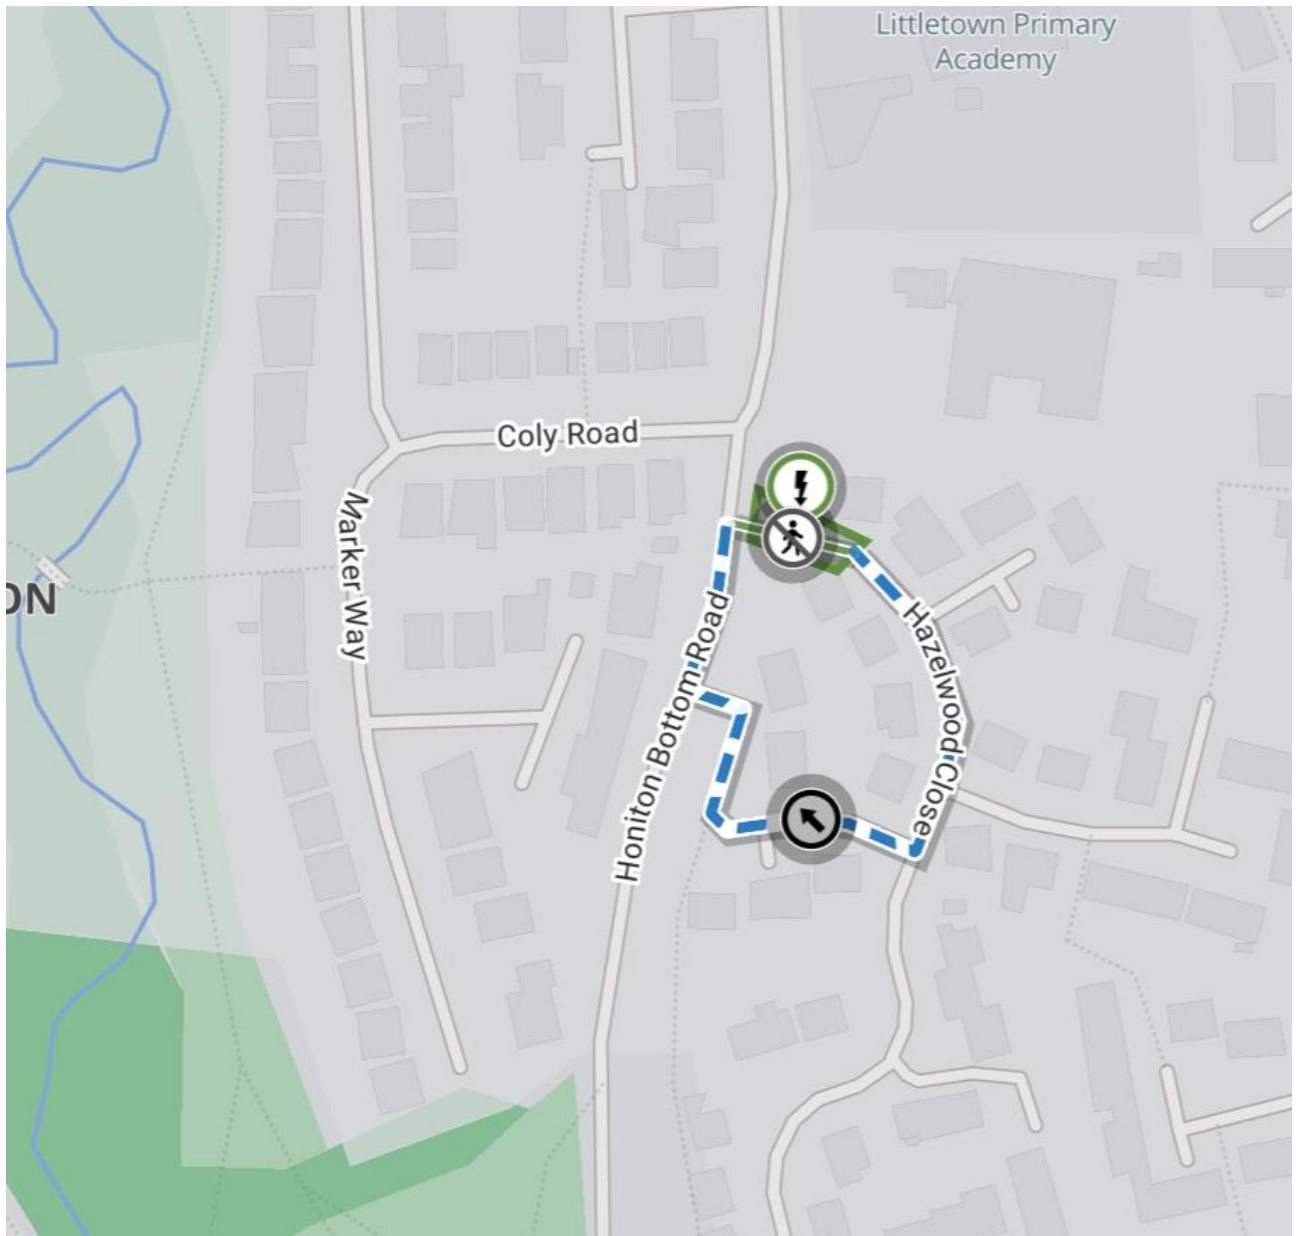 Littletown Primary
Academy
Coly Road
Marker Way
ON
Honiton Bottom Road
Hazelwood Close